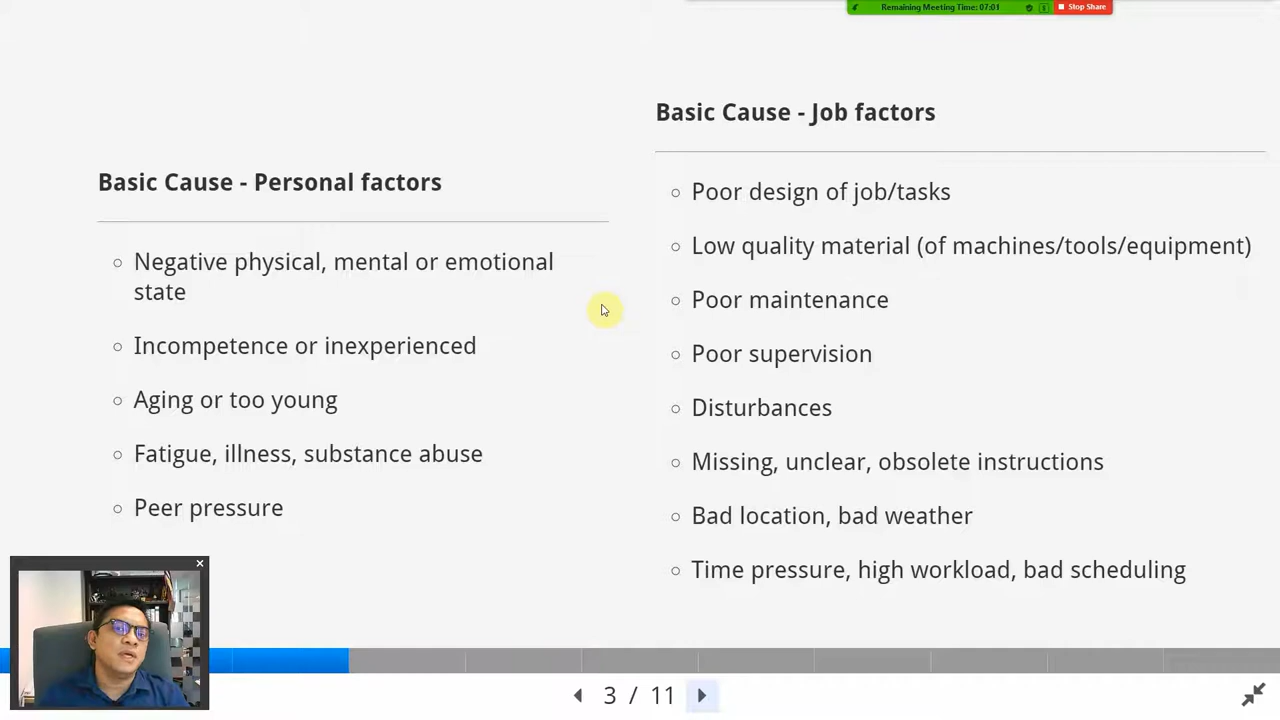 Remaining Meeting Time: 07:01
Stop Share
Basic Cause - Personal factors
Negative physical, mental or emotional
state
Incompetence or inexperienced
Aging or too young
Fatigue, illness, substance abuse
Peer pressure
Basic Cause - Job factors
Poor design of job/tasks
Low quality material (of machines/tools/equipment)
Poor maintenance
Poor supervision
Disturbances
Missing, unclear, obsolete instructions
Bad location, bad weather
Time pressure, high workload, bad scheduling
3 / 11